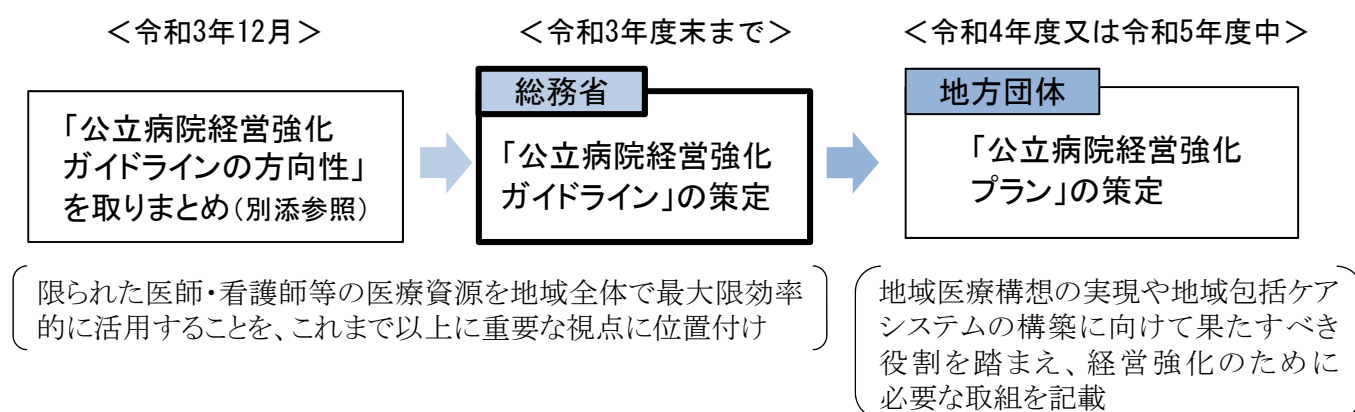 ＜令和3年12月＞
＜令和3年度末まで＞
＜令和4年度又は令和5年度中＞
「公立病院経営強化
ガイドラインの方向性」
を取りまとめ（別添参照）
総務省
「公立病院経営強化
ガイドライン」の策定
地方団体
「公立病院経営強化
プラン」の策定
限られた医師・看護師等の医療資源を地域全体で最大限効率
的に活用することを、これまで以上に重要な視点に位置付け
地域医療構想の実現や地域包括ケア
システムの構築に向けて果たすべき
役割を踏まえ、経営強化のために
必要な取組を記載